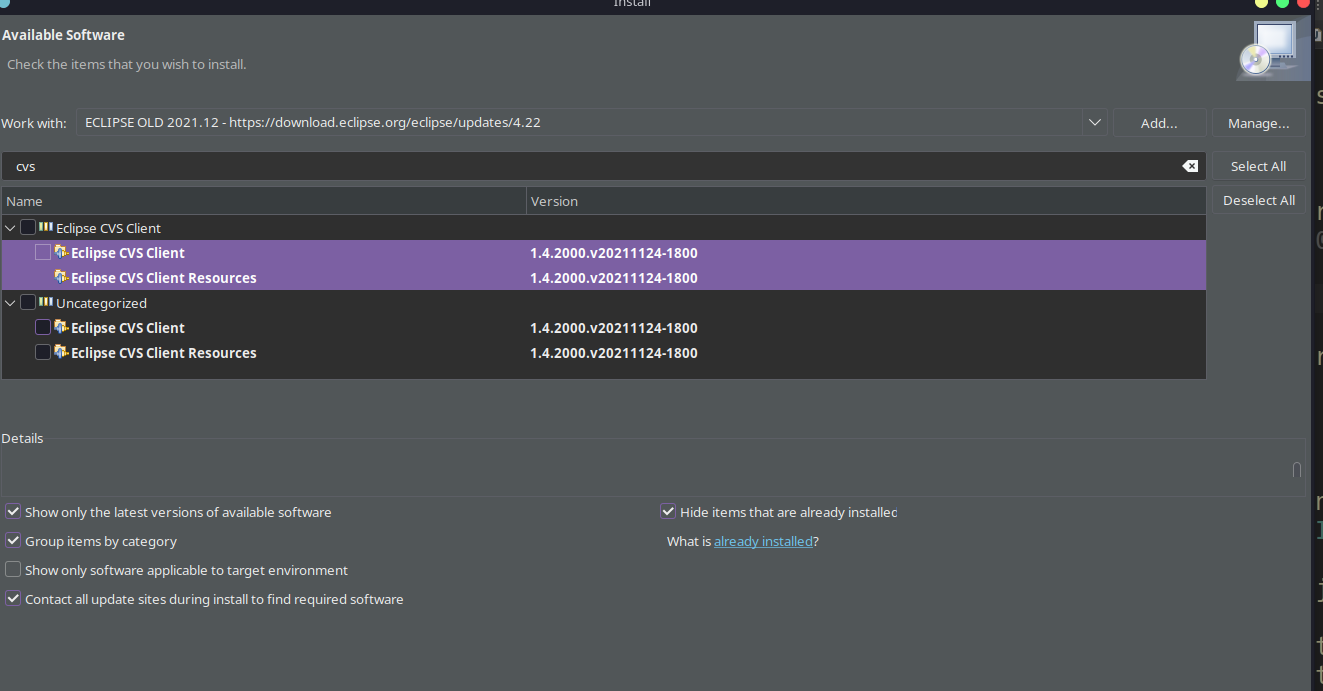 Install
Available Software
Check the items that you wish to install.
Work with: ECLIPSE OLD 2021.12 - https://download.eclipse.org/eclipse/updates/4.22 Add... Manage...
cvs Select All
Name Version Deselect All
Eclipse CVS Client
Eclipse CVS Client 1.4.2000.v20211124-1800
Eclipse CVS Client Resources 1.4.2000.v20211124-1800
Uncategorized
Eclipse CVS Client 1.4.2000.v20211124-1800
Eclipse CVS Client Resources 1.4.2000.v20211124-1800
Details
Show only the latest versions of available software Hide items that are already installed
Group items by category What is already installed?
Show only software applicable to target environment
Contact all update sites during install to find required software